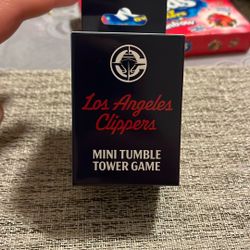 Los Angeles
Clippers
MINI TUMBLE
TOWER GAME